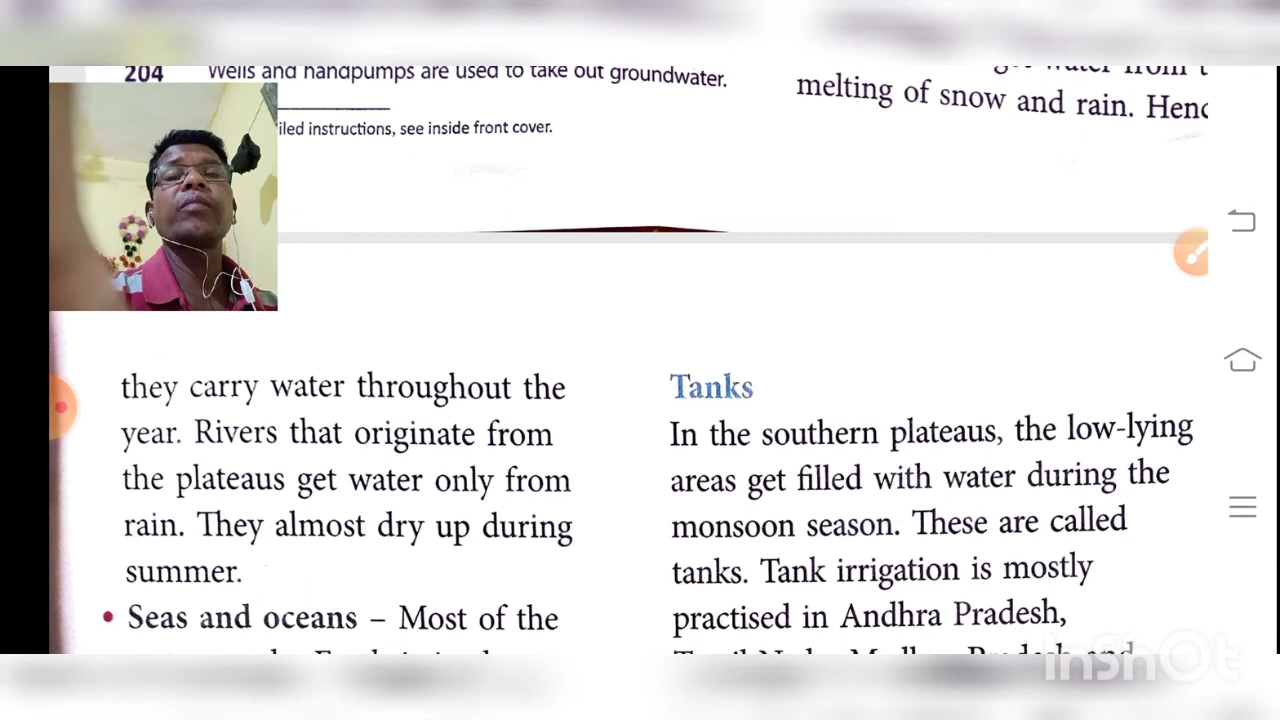 204 Wells and handpumps are used to take out groundwater.
iled instructions, see inside front cover.
melting of snow and rain. Henc
they carry water throughout the
year. Rivers that originate from
the plateaus get water only from
rain. They almost dry up during
summer.
• Seas and oceans – Most of the
Tanks
In the southern plateaus, the low-lying
areas get filled with water during the
monsoon season. These are called
tanks. Tank irrigation is mostly
practised in Andhra Pradesh,
InShOt